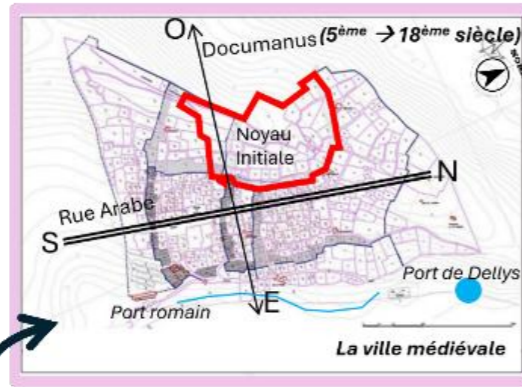 O
Documanus (5ème → 18ème siècle)
Noyau
Initiale
N
Rue Arabe
S
Port de Dellys
E
Port romain
La ville médiévale